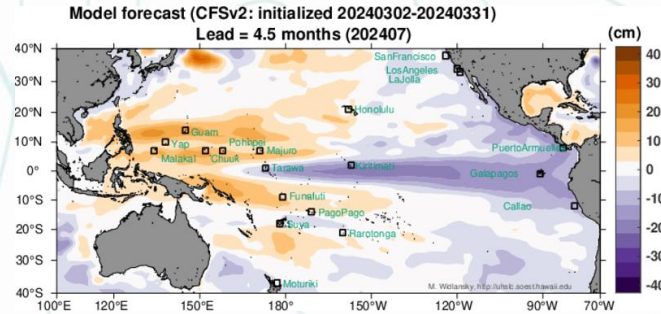 Model forecast (CFSv2: initialized 20240302-20240331)
Lead = 4.5 months (202407)
(cm)
40°N
30°N
20°N
10°N
0°
10°S
20°S
30°S
40°S
SanFrancisco
LosAngeles
LaJolla
Honolulu
Guam
Yap
Pohnpei
Malakal
Chuuk
Majuro
Tarawa
Kiritimati
PuertoArmuelles
Galapagos
Funafuti
PagoPago
Suva
Rarotonga
Callao
Moturiki
M. Widlansky, http://uhslc.soest.hawaii.edu
100°E
120°E
150°E
180°
150°W
120°W
90°W
70°W
40
30
20
10
0
-10
-20
-30
-40